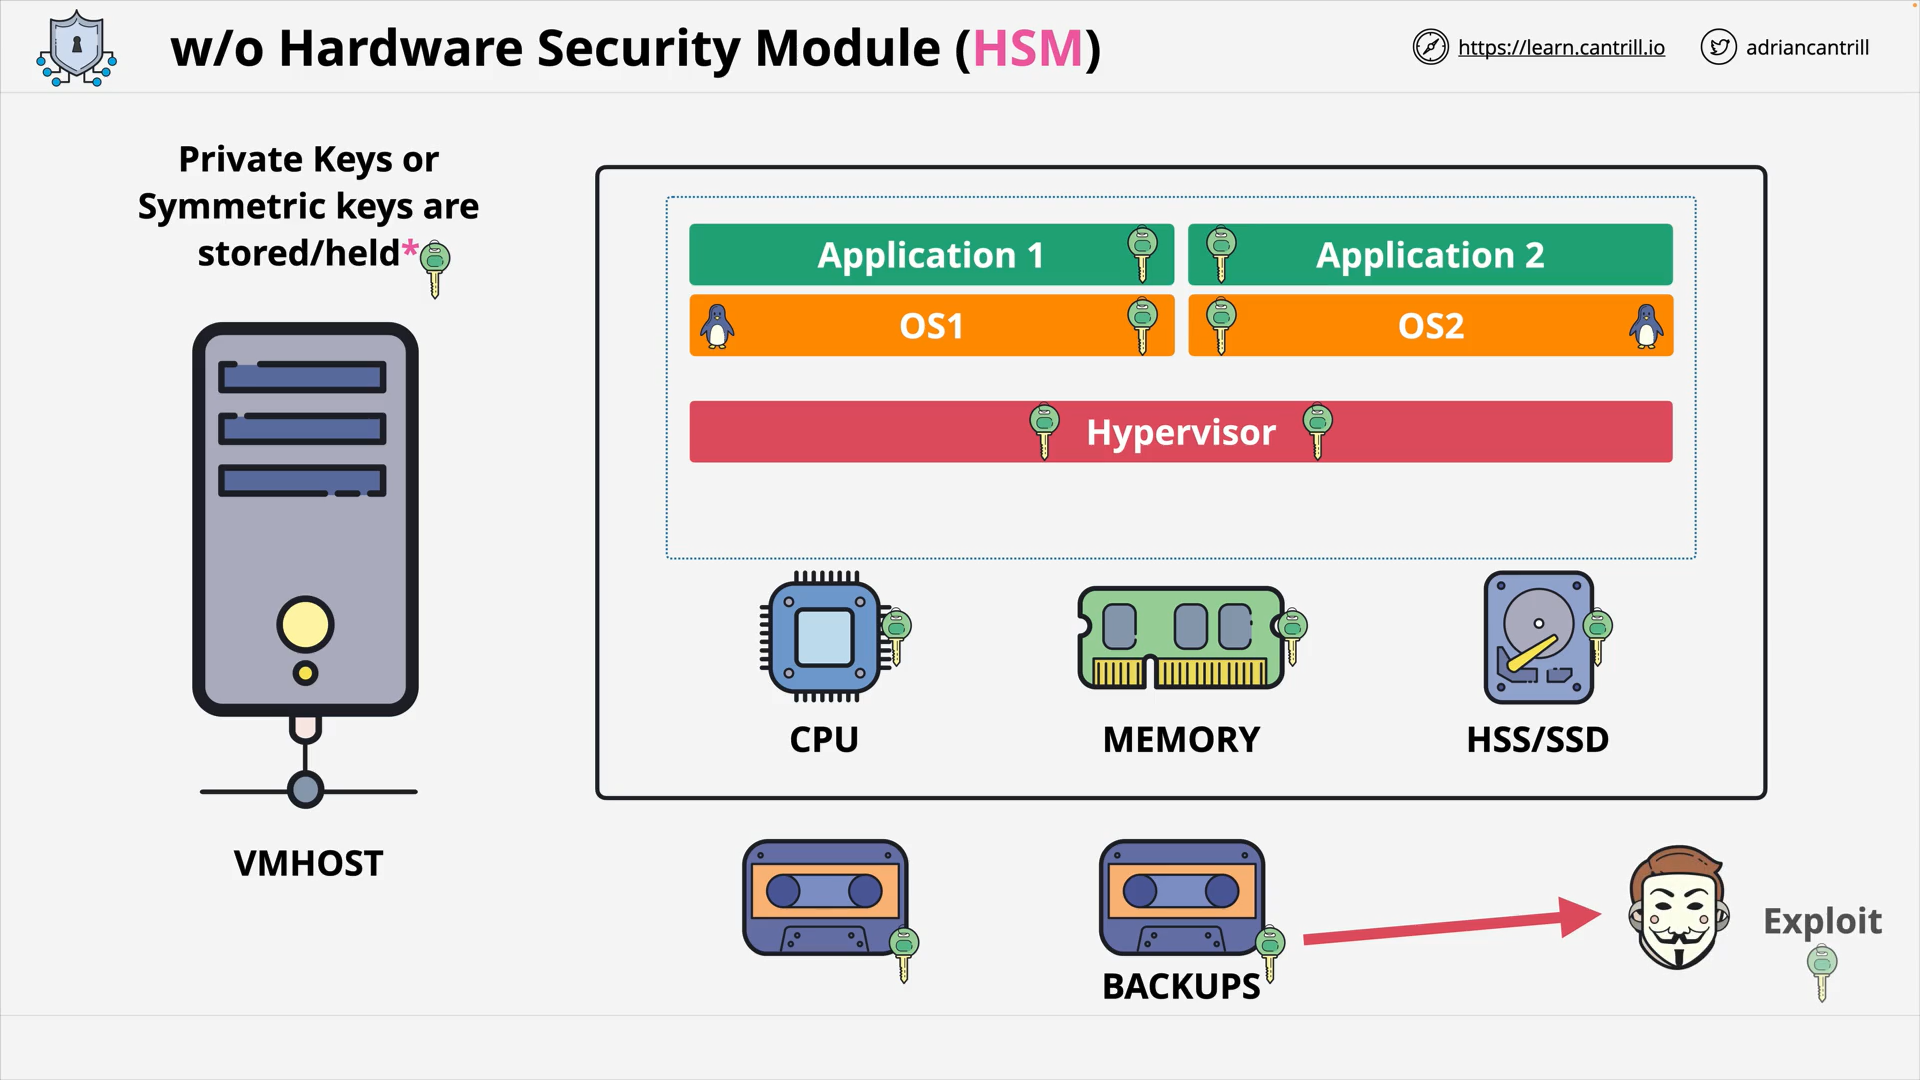 w/o Hardware Security Module (HSM)
https://learn.cantrill.io
adriancantrill
Private Keys or
Symmetric keys are
stored/held*
Application 1
Application 2
OS1
OS2
Hypervisor
CPU
MEMORY
HSS/SSD
VMHOST
BACKUPS
Exploit